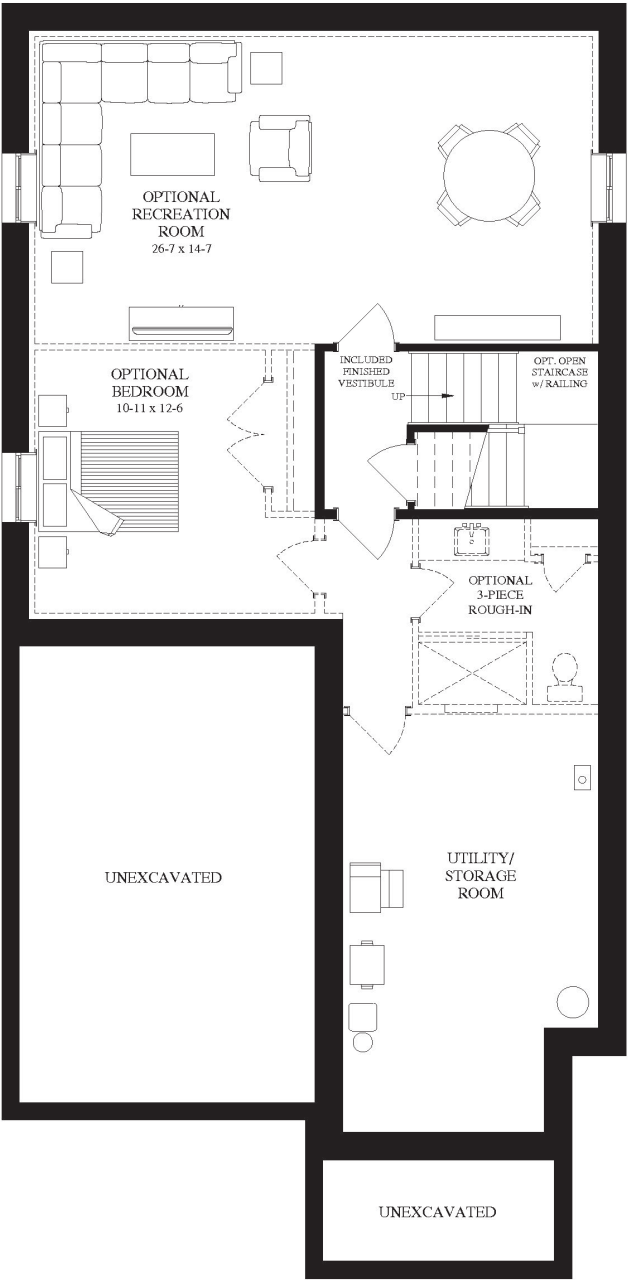 OPTIONAL
RECREATION
ROOM
26-7 x 14-7
OPTIONAL
BEDROOM
10-11 x 12-6
INCLUDED
FINISHED
VESTIBULE
UP
OPT. OPEN
STAIRCASE
w/ RAILING
OPTIONAL
3-PIECE
ROUGH-IN
UNEXCAVATED
UTILITY/
STORAGE
ROOM
UNEXCAVATED